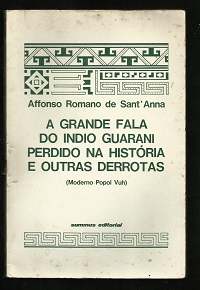 Affonso Romano de Sant'Anna
A GRANDE FALA
DO INDIO GUARANI
PERDIDO NA HISTÓRIA
E OUTRAS DERROTAS
(Moderno Popol Vuh)
summus editorial